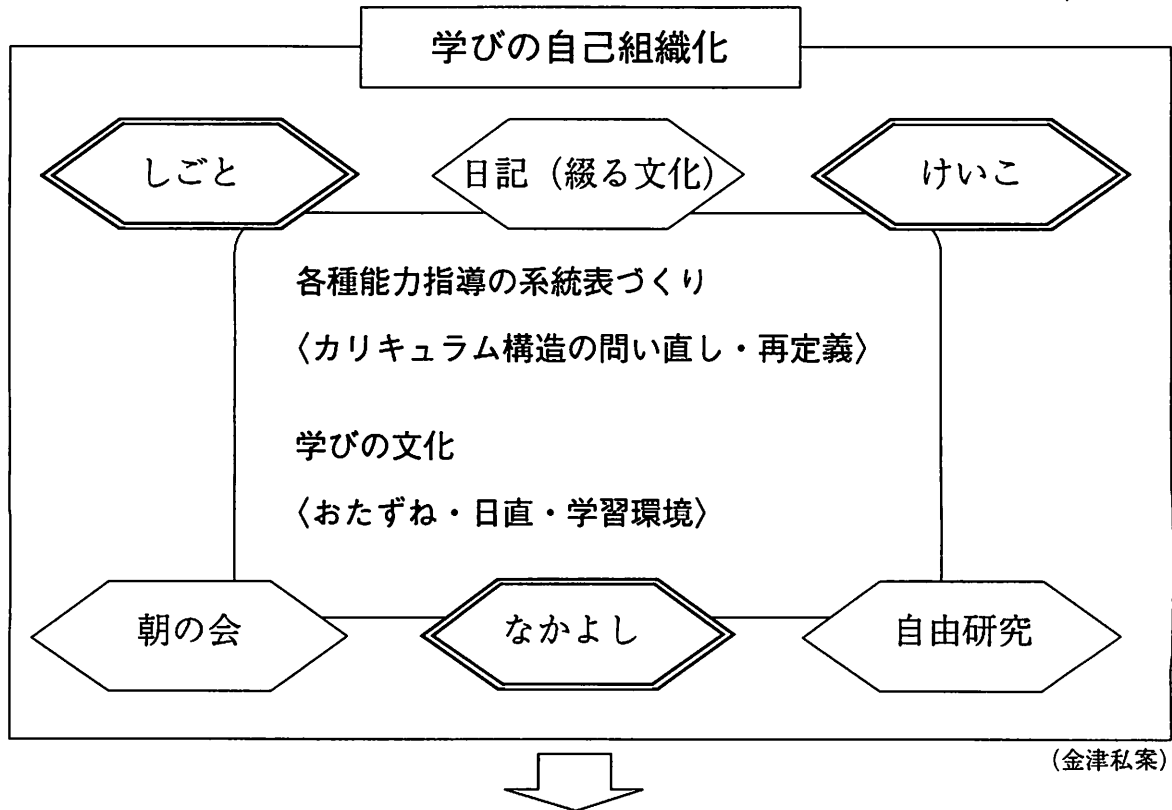 学びの自己組織化
しごと
日記（綴る文化）
けいこ
各種能力指導の系統表づくり
〈カリキュラム構造の問い直し・再定義〉
学びの文化
〈おたずね・日直・学習環境〉
朝の会
なかよし
自由研究
（金津私案）